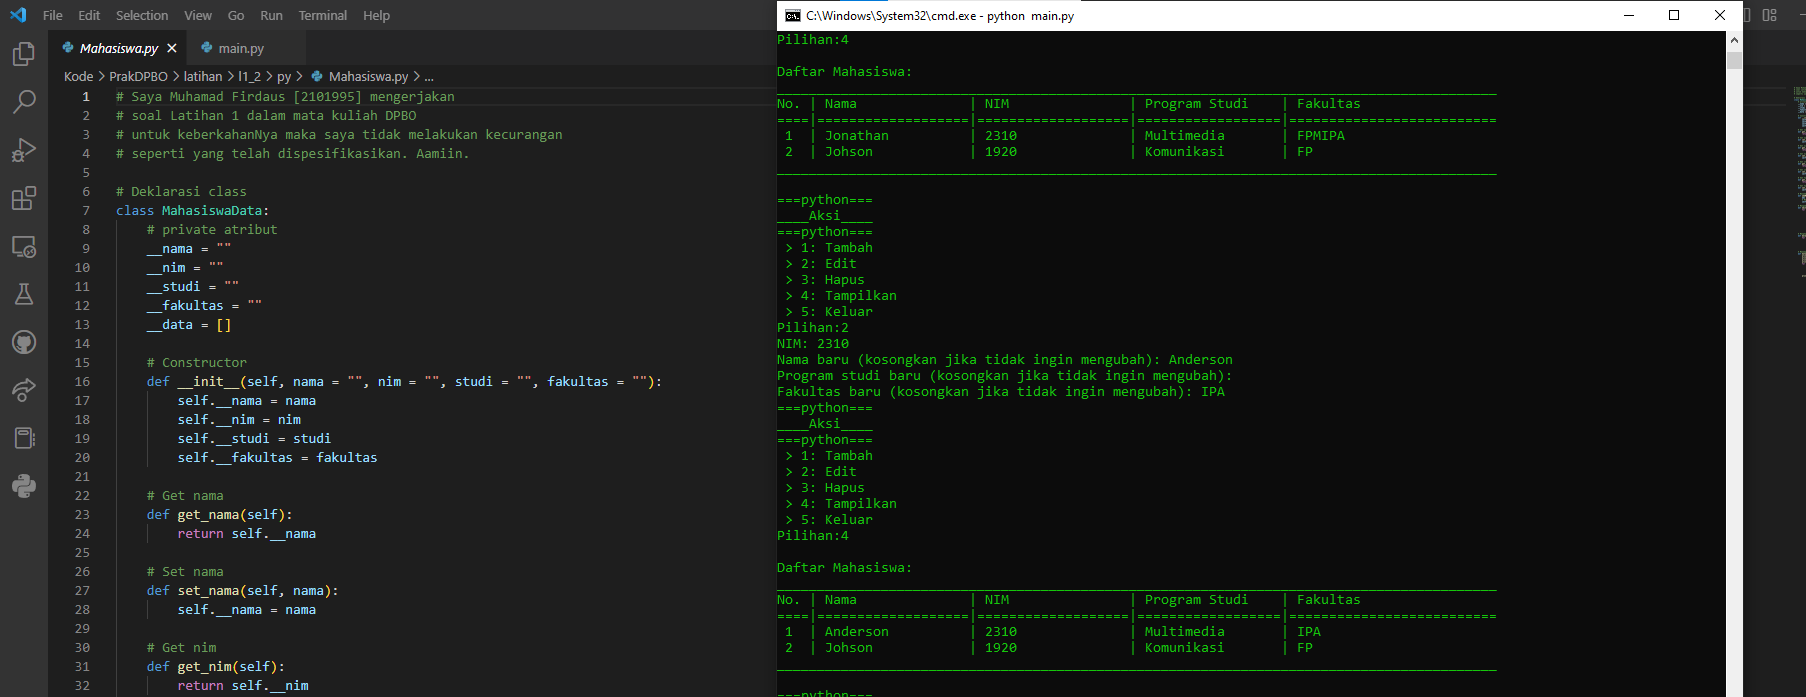 File Edit Selection View Go Run Terminal Help
Mahasiswa.py main.py
Kode > PrakDPBO > latihan > l1_2 > py > Mahasiswa.py > ...
1 # Saya Muhamad Firdaus [2101995] mengerjakan
2 # soal Latihan 1 dalam mata kuliah DPBO
3 # untuk keberkahanNya maka saya tidak melakukan kecurangan
4 # seperti yang telah dispesifikasikan. Aamiin.
5
6 # Deklarasi class
7 class MahasiswaData:
8 # private atribut
9 __nama = ""
10 __nim = ""
11 __studi = ""
12 __fakultas = ""
13 __data = []
14
15 # Constructor
16 def __init__(self, nama = "", nim = "", studi = "", fakultas = ""):
17 self.__nama = nama
18 self.__nim = nim
19 self.__studi = studi
20 self.__fakultas = fakultas
21
22 # Get nama
23 def get_nama(self):
24 return self.__nama
25
26 # Set nama
27 def set_nama(self, nama):
28 self.__nama = nama
29
30 # Get nim
31 def get_nim(self):
32 return self.__nim
C:\Windows\System32\cmd.exe - python main.py
Pilihan:4
Daftar Mahasiswa:
No. | Nama | NIM | Program Studi | Fakultas
====|===================|===================|==================|==========================
1 | Jonathan | 2310 | Multimedia | FPMIPA
2 | Johson | 1920 | Komunikasi | FP
===python===
____Aksi____
===python===
> 1: Tambah
> 2: Edit
> 3: Hapus
> 4: Tampilkan
> 5: Keluar
Pilihan:2
NIM: 2310
Nama baru (kosongkan jika tidak ingin mengubah): Anderson
Program studi baru (kosongkan jika tidak ingin mengubah):
Fakultas baru (kosongkan jika tidak ingin mengubah): IPA
===python===
____Aksi____
===python===
> 1: Tambah
> 2: Edit
> 3: Hapus
> 4: Tampilkan
> 5: Keluar
Pilihan:4
Daftar Mahasiswa:
No. | Nama | NIM | Program Studi | Fakultas
====|===================|===================|==================|==========================
1 | Anderson | 2310 | Multimedia | IPA
2 | Johson | 1920 | Komunikasi | FP
===python===